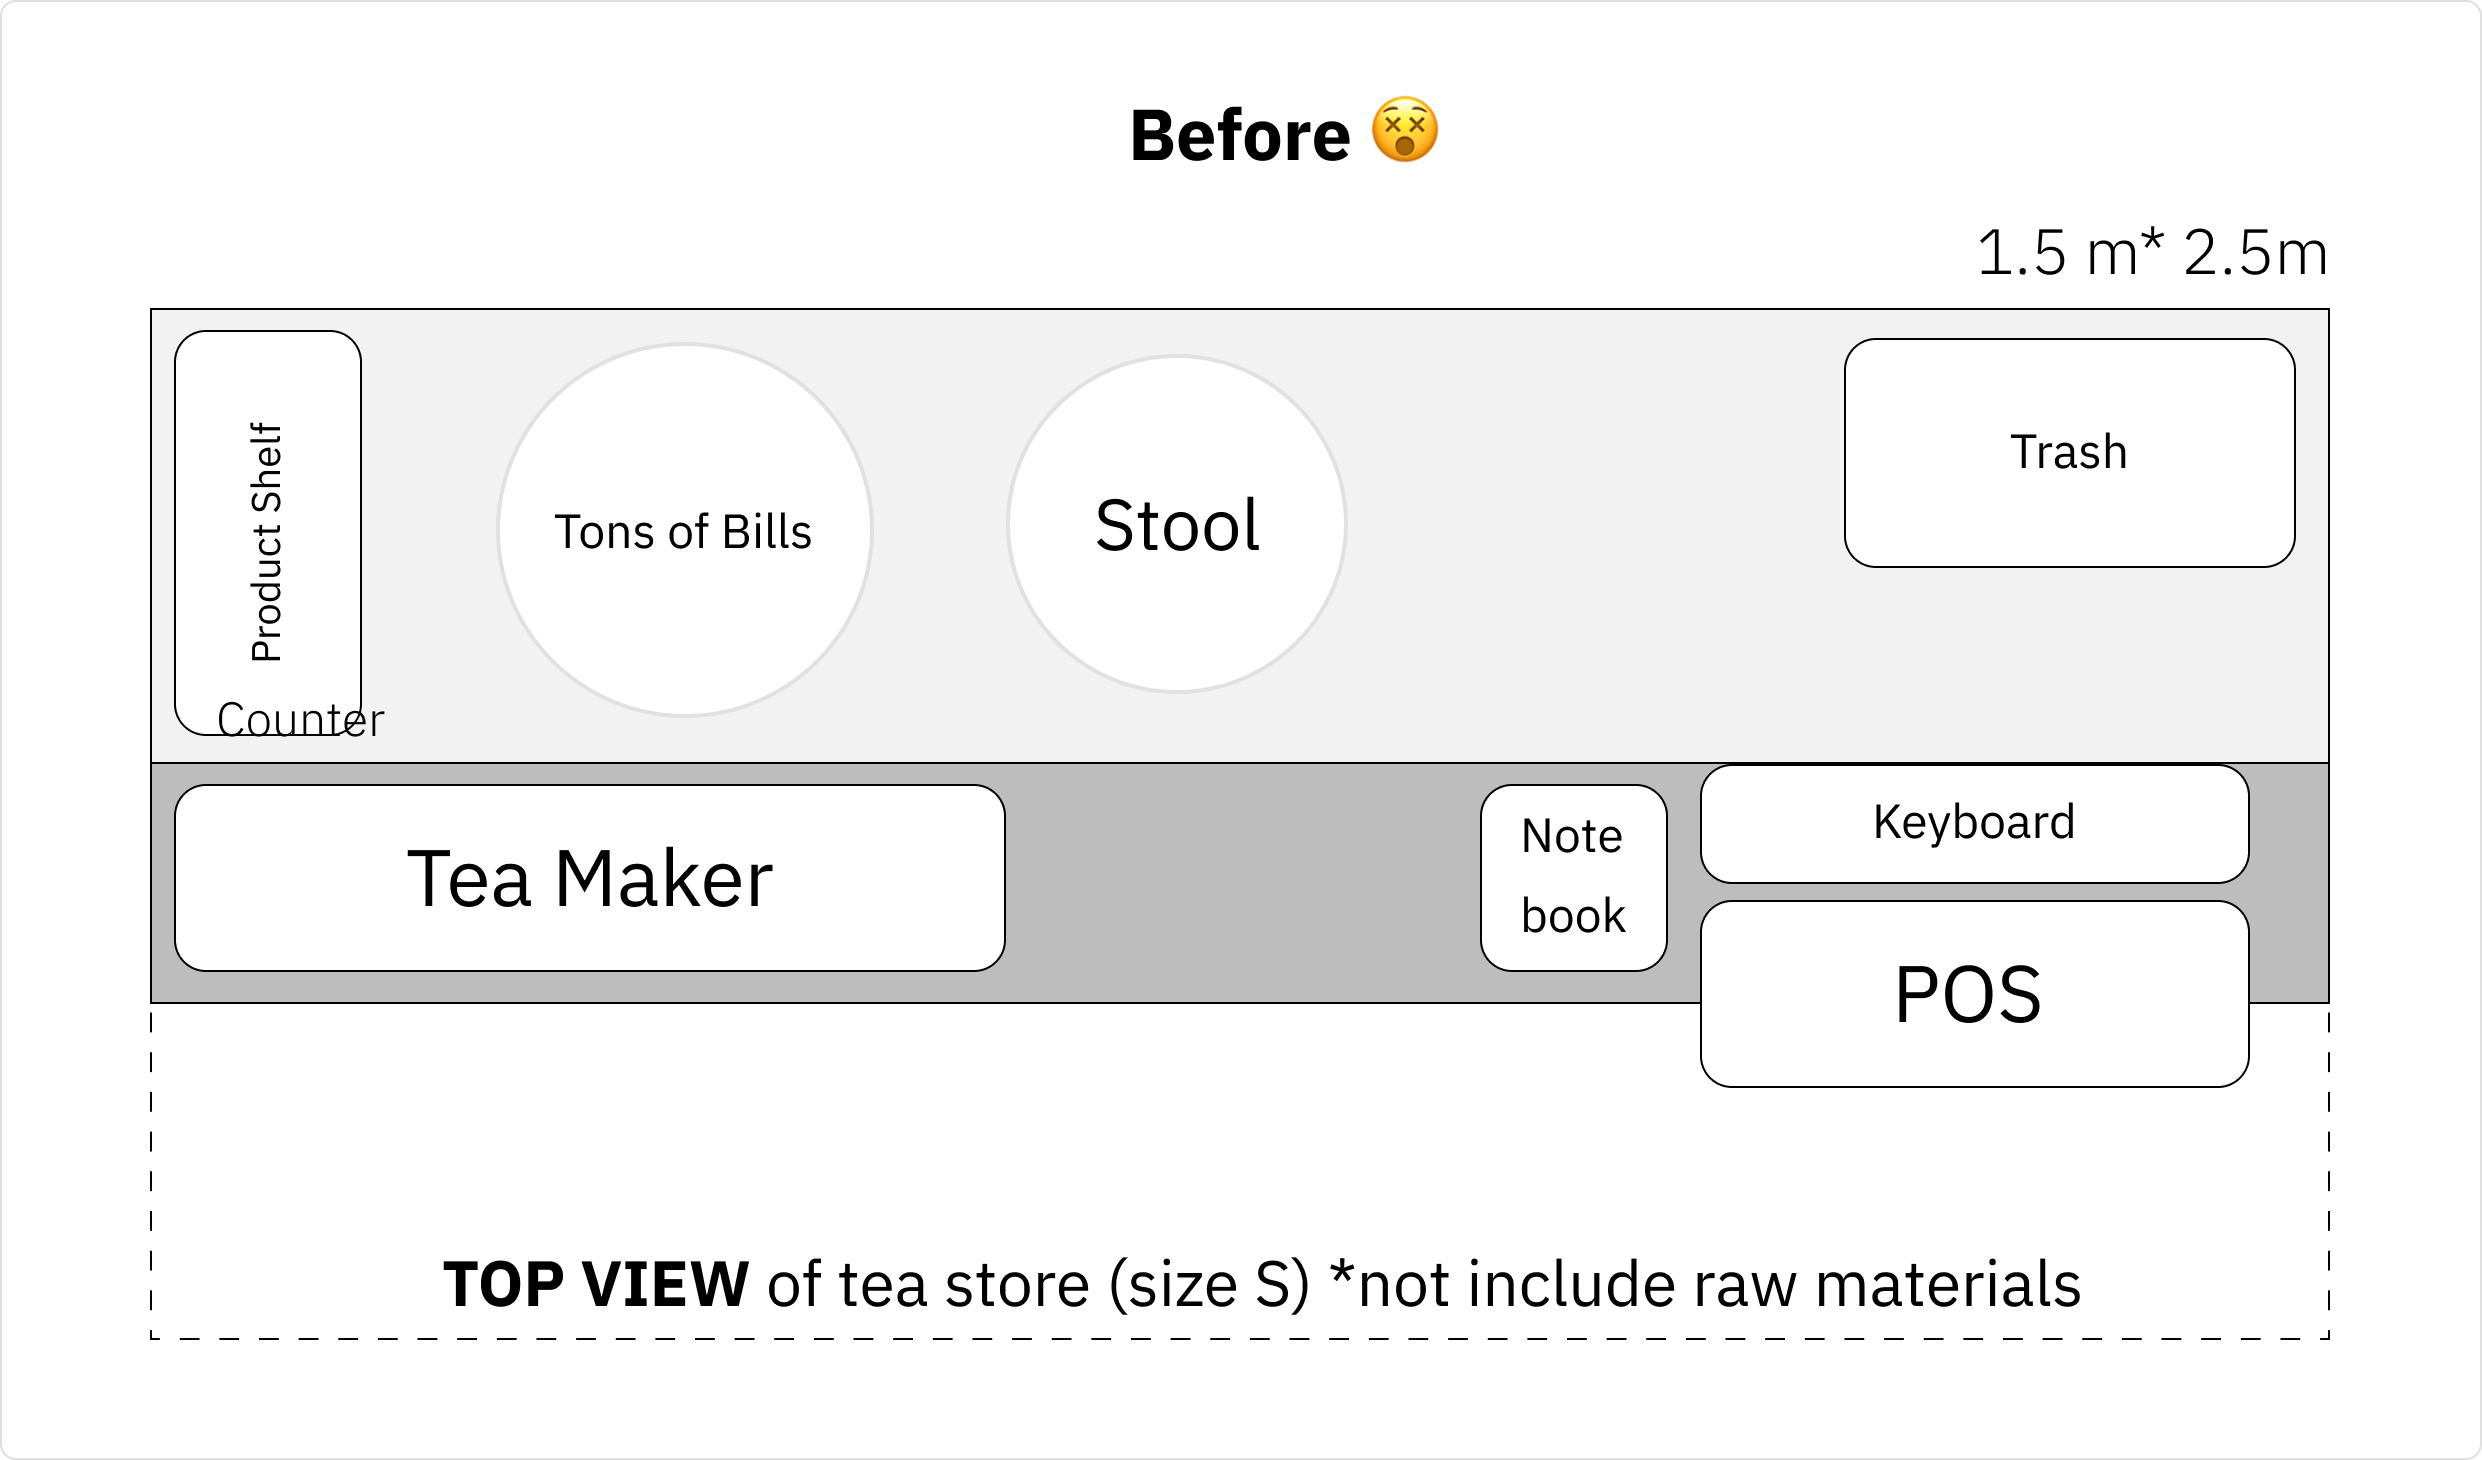 Before 😵
1.5 m* 2.5m
Product Shelf
Tons of Bills
Stool
Trash
Counter
Tea Maker
Note
book
Keyboard
POS
TOP VIEW of tea store (size S) *not include raw materials